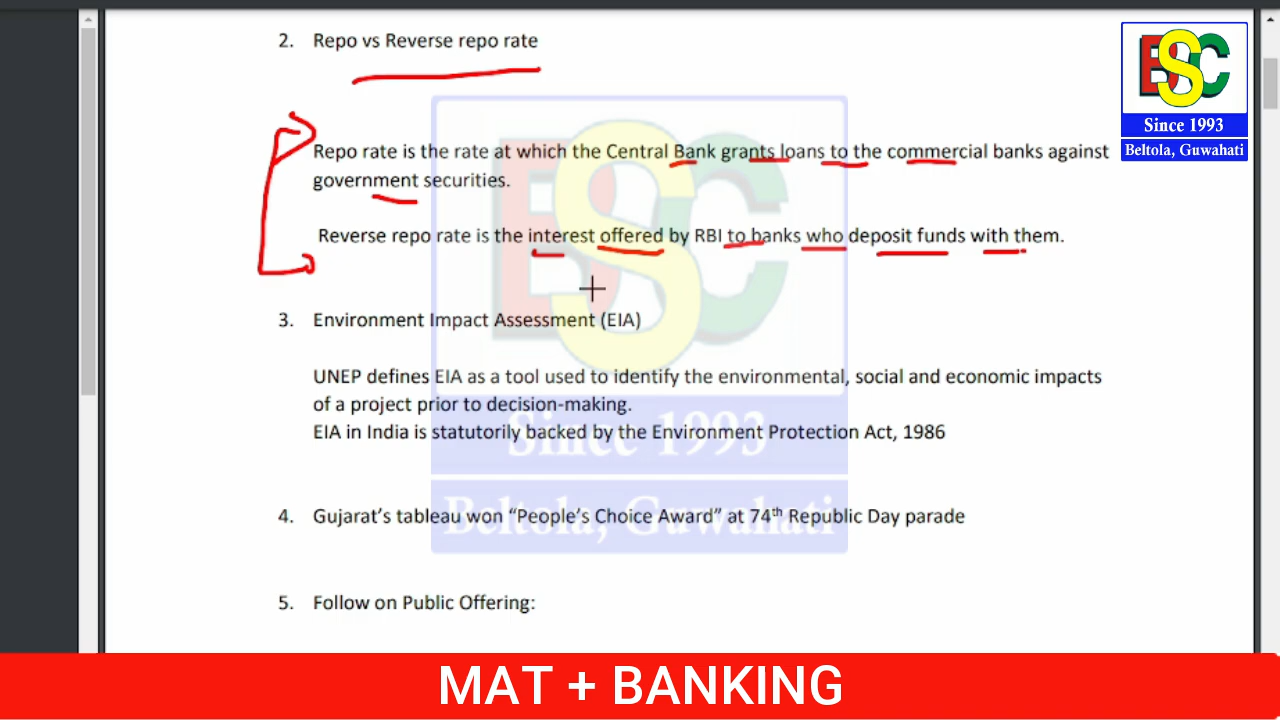 2. Repo vs Reverse repo rate
ESC
Since 1993
Beltola, Guwahati
Repo rate is the rate at which the Central Bank grants loans to the commercial banks against
government securities.
Reverse repo rate is the interest offered by RBI to banks who deposit funds with them.
3. Environment Impact Assessment (EIA)
UNEP defines EIA as a tool used to identify the environmental, social and economic impacts
of a project prior to decision-making.
EIA in India is statutorily backed by the Environment Protection Act, 1986
Since 1993
4. Gujarat's tableau won “People's Choice Award” at 74th Republic Day parade
Beltola, Guwahati
5. Follow on Public Offering:
MAT + BANKING